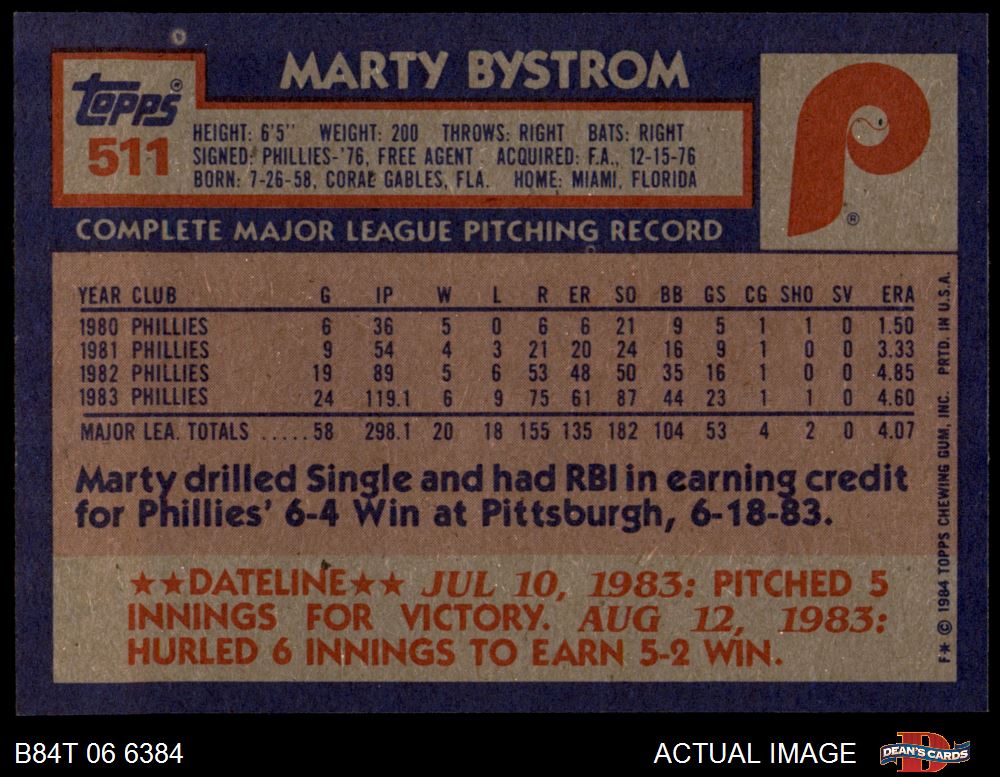 MARTY BYSTROM
TOPPS ®
511
HEIGHT: 6'5" WEIGHT: 200 THROWS: RIGHT BATS: RIGHT
SIGNED: PHILLIES-'76, FREE AGENT ACQUIRED: F.A., 12-15-76
BORN: 7-26-58, CORAL GABLES, FLA. HOME: MIAMI, FLORIDA
P
®
COMPLETE MAJOR LEAGUE PITCHING RECORD
YEAR CLUB G IP W L R ER SO BB GS CG SHO SV ERA
1980 PHILLIES 6 36 5 0 6 6 21 9 5 1 1 0 1.50
1981 PHILLIES 9 54 4 3 21 20 24 16 9 1 0 0 3.33
1982 PHILLIES 19 89 5 6 53 48 50 35 16 1 0 0 4.85
1983 PHILLIES 24 119.1 6 9 75 61 87 44 23 1 1 0 4.60
MAJOR LEA. TOTALS .....58 298.1 20 18 155 135 182 104 53 4 2 0 4.07
Marty drilled Single and had RBI in earning credit
for Phillies' 6-4 Win at Pittsburgh, 6-18-83.
★★DATELINE★★ JUL 10, 1983: PITCHED 5
INNINGS FOR VICTORY. AUG 12, 1983:
HURLED 6 INNINGS TO EARN 5-2 WIN.
F* © 1984 TOPPS CHEWING GUM, INC. PRTD. IN U.S.A.
B84T 06 6384
ACTUAL IMAGE
D
DEAN'S CARDS